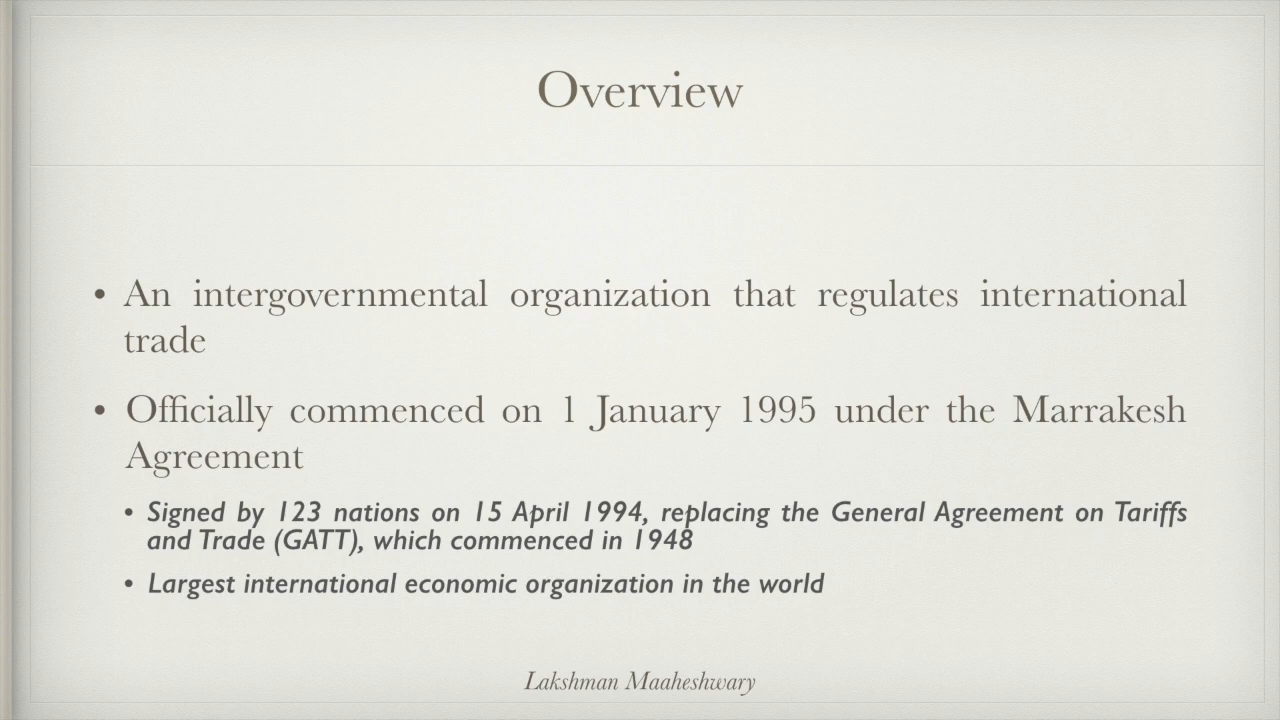 Overview
• An intergovernmental organization that regulates international
trade
• Officially commenced on 1 January 1995 under the Marrakesh
Agreement
• Signed by 123 nations on 15 April 1994, replacing the General Agreement on Tariffs
and Trade (GATT), which commenced in 1948
• Largest international economic organization in the world
Lakshman Maaheshwary